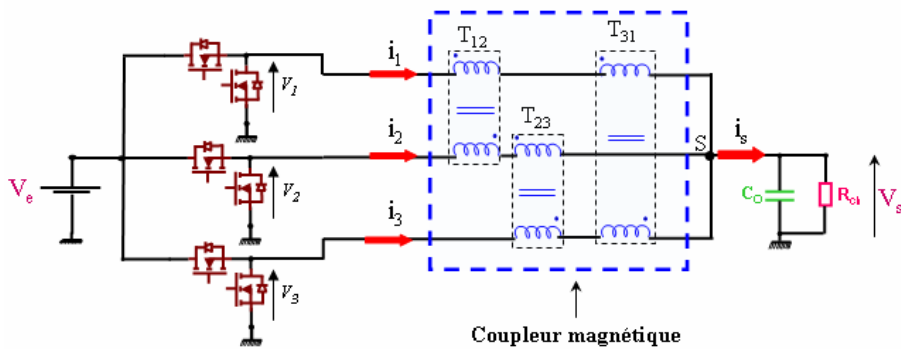 T12
T31
i1
V1
i2
T23
S
is
Ve
V2
Co
Rch
Vs
i3
V3
Coupleur magnétique